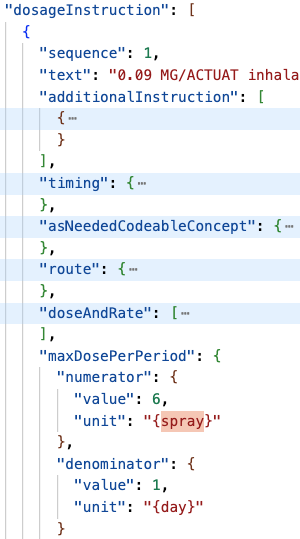 "dosageInstruction": [
{
"sequence": 1,
"text": "0.09 MG/ACTUAT inhala
"additionalInstruction": [
{⋯
}
],
"timing": {⋯
},
"asNeededCodeableConcept": {⋯
},
"route": {⋯
},
"doseAndRate": [⋯
],
"maxDosePerPeriod": {
"numerator": {
"value": 6,
"unit": "{spray}"
},
"denominator": {
"value": 1,
"unit": "{day}"
}